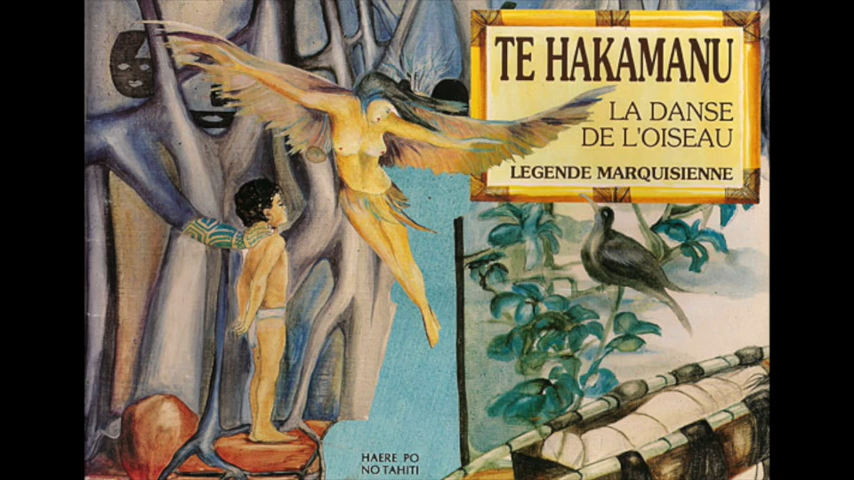 TE HAKAMANU
LA DANSE
DE L'OISEAU
LEGENDE MARQUISIENNE
HAERE PO
NO TAHITI